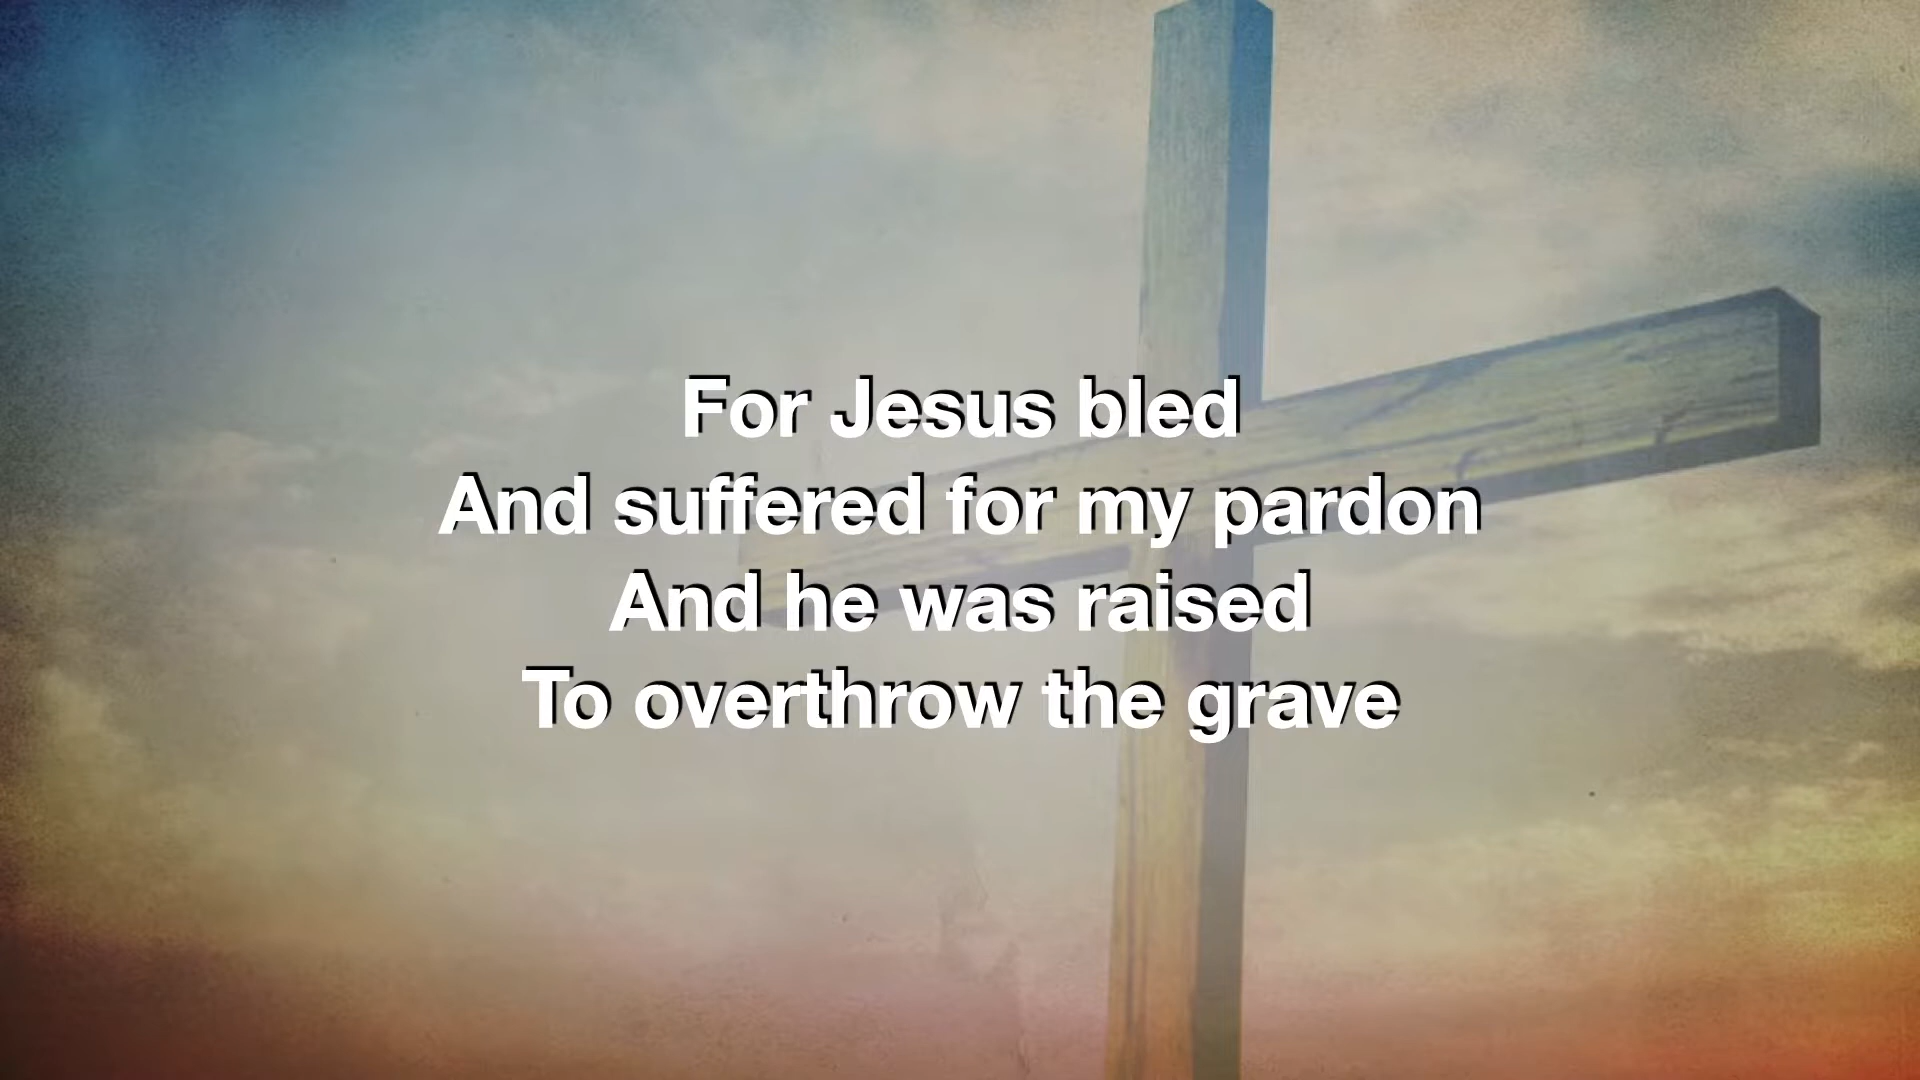 For Jesus bled
And suffered for my pardon
And he was raised
To overthrow the grave